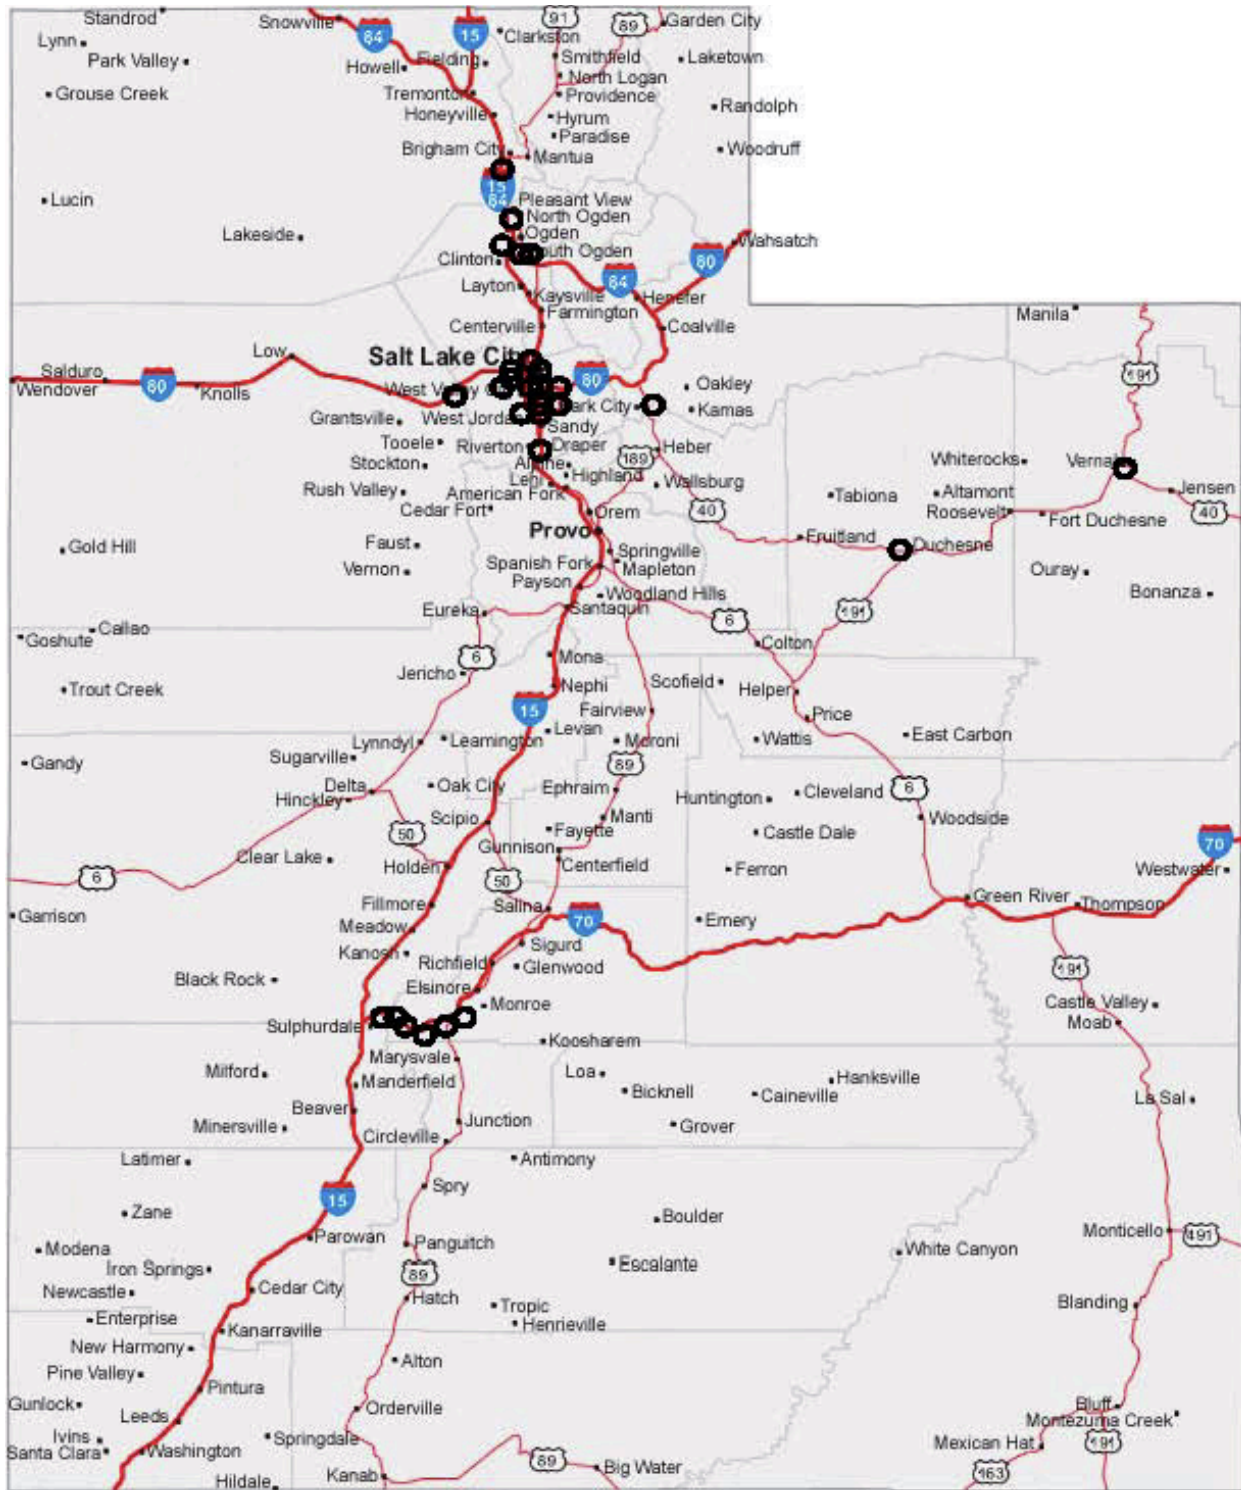 Standrod
Snowville
91
89
Garden City
Lynn
84
15
Clarkston
Park Valley
Howell
Fielding
Smithfield
Laketown
North Logan
Grouse Creek
Tremonton
Providence
Randolph
Honeyville
Hyrum
Paradise
Brigham City
Mantua
Woodruff
15
84
Lucin
Pleasant View
North Ogden
Lakeside
Ogden
Wahsatch
South Ogden
Clinton
80
84
Layton
Kaysville
Henefer
Farmington
Manila
Centerville
Coalville
Low
Salt Lake City
Salduro
191
Wendover
80
Knolls
West Valley
80
Oakley
Grantsville
West Jordan
Park City
Kamas
Sandy
Tooele
Riverton
Draper
Heber
Stockton
Alpine
189
Whiterocks
Vernal
Highland
Lehi
Wallsburg
Rush Valley
American Fork
Tabiona
Altamont
Jensen
Cedar Fort
Orem
40
Roosevelt
Fort Duchesne
40
Provo
Gold Hill
Faust
Springville
Fruitland
Duchesne
Spanish Fork
Mapleton
Vernon
Payson
Ouray
Woodland Hills
Bonanza
Eureka
Santaquin
191
6
Callao
Goshute
Colton
6
Mona
Jericho
Trout Creek
Nephi
Scofield
Helper
15
Fairview
Price
Levan
Lynndyl
Leamington
Moroni
Wattis
East Carbon
Sugarville
Gandy
89
Delta
Oak City
Ephraim
6
Hinckley
Huntington
Cleveland
Scipio
Manti
Woodside
50
Fayette
Castle Dale
Gunnison
70
Clear Lake
Holden
Centerfield
Ferron
Westwater
6
50
Green River
Garrison
Fillmore
Salina
Thompson
Meadow
70
Emery
Kanosh
Sigurd
Richfield
Glenwood
191
Black Rock
Elsinore
Monroe
Castle Valley
Sulphurdale
Moab
Koosharem
Marysvale
Milford
Loa
Manderfield
Hanksville
Bicknell
Caineville
Beaver
La Sal
Minersville
Junction
Grover
Circleville
Latimer
Antimony
15
Spry
Zane
Boulder
Parowan
Monticello
491
Modena
Panguitch
White Canyon
Iron Springs
Escalante
89
Newcastle
Cedar City
Hatch
Blanding
Tropic
Enterprise
Henrieville
Kanarraville
New Harmony
Alton
Pine Valley
Pintura
Gunlock
Orderville
Bluff
Leeds
Montezuma Creek
Ivins
Springdale
Mexican Hat
191
Santa Clara
Washington
89
Kanab
Big Water
163
Hildale